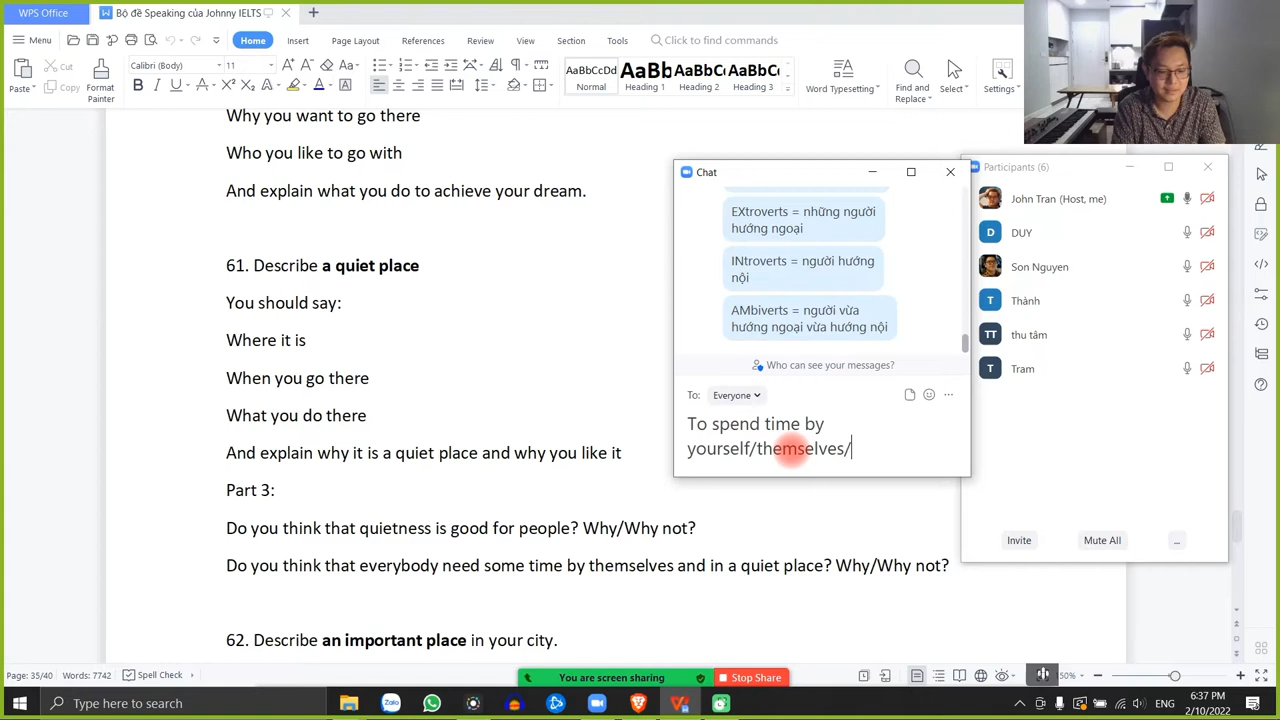 WPS Office
Bộ đề Speaking của Johnny IELTS
Menu
Home
Insert
Page Layout
References
Review
View
Section
Tools
Click to find commands
Paste
Cut
Copy
Format Painter
Calibri (Body)
11
AaBbCcDd
Normal
AaBb
Heading 1
AaBbC
Heading 2
AaBbC
Heading 3
Word Typesetting
Find and Replace
Select
Settings
Why you want to go there
Who you like to go with
And explain what you do to achieve your dream.
61. Describe a quiet place
You should say:
Where it is
When you go there
What you do there
And explain why it is a quiet place and why you like it
Part 3:
Do you think that quietness is good for people? Why/Why not?
Do you think that everybody need some time by themselves and in a quiet place? Why/Why not?
62. Describe an important place in your city.
Chat
EXtroverts = những người
hướng ngoại
INtroverts = người hướng
nội
AMbiverts = người vừa
hướng ngoại vừa hướng nội
Who can see your messages?
To: Everyone
To spend time by
yourself/themselves/
Participants (6)
John Tran (Host, me)
D DUY
Son Nguyen
T Thành
TT thu tâm
T Tram
Invite
Mute All
...
Page: 35/40
Words: 7742
Spell Check
You are screen sharing
Stop Share
150%
Type here to search
ENG
6:37 PM
2/10/2022